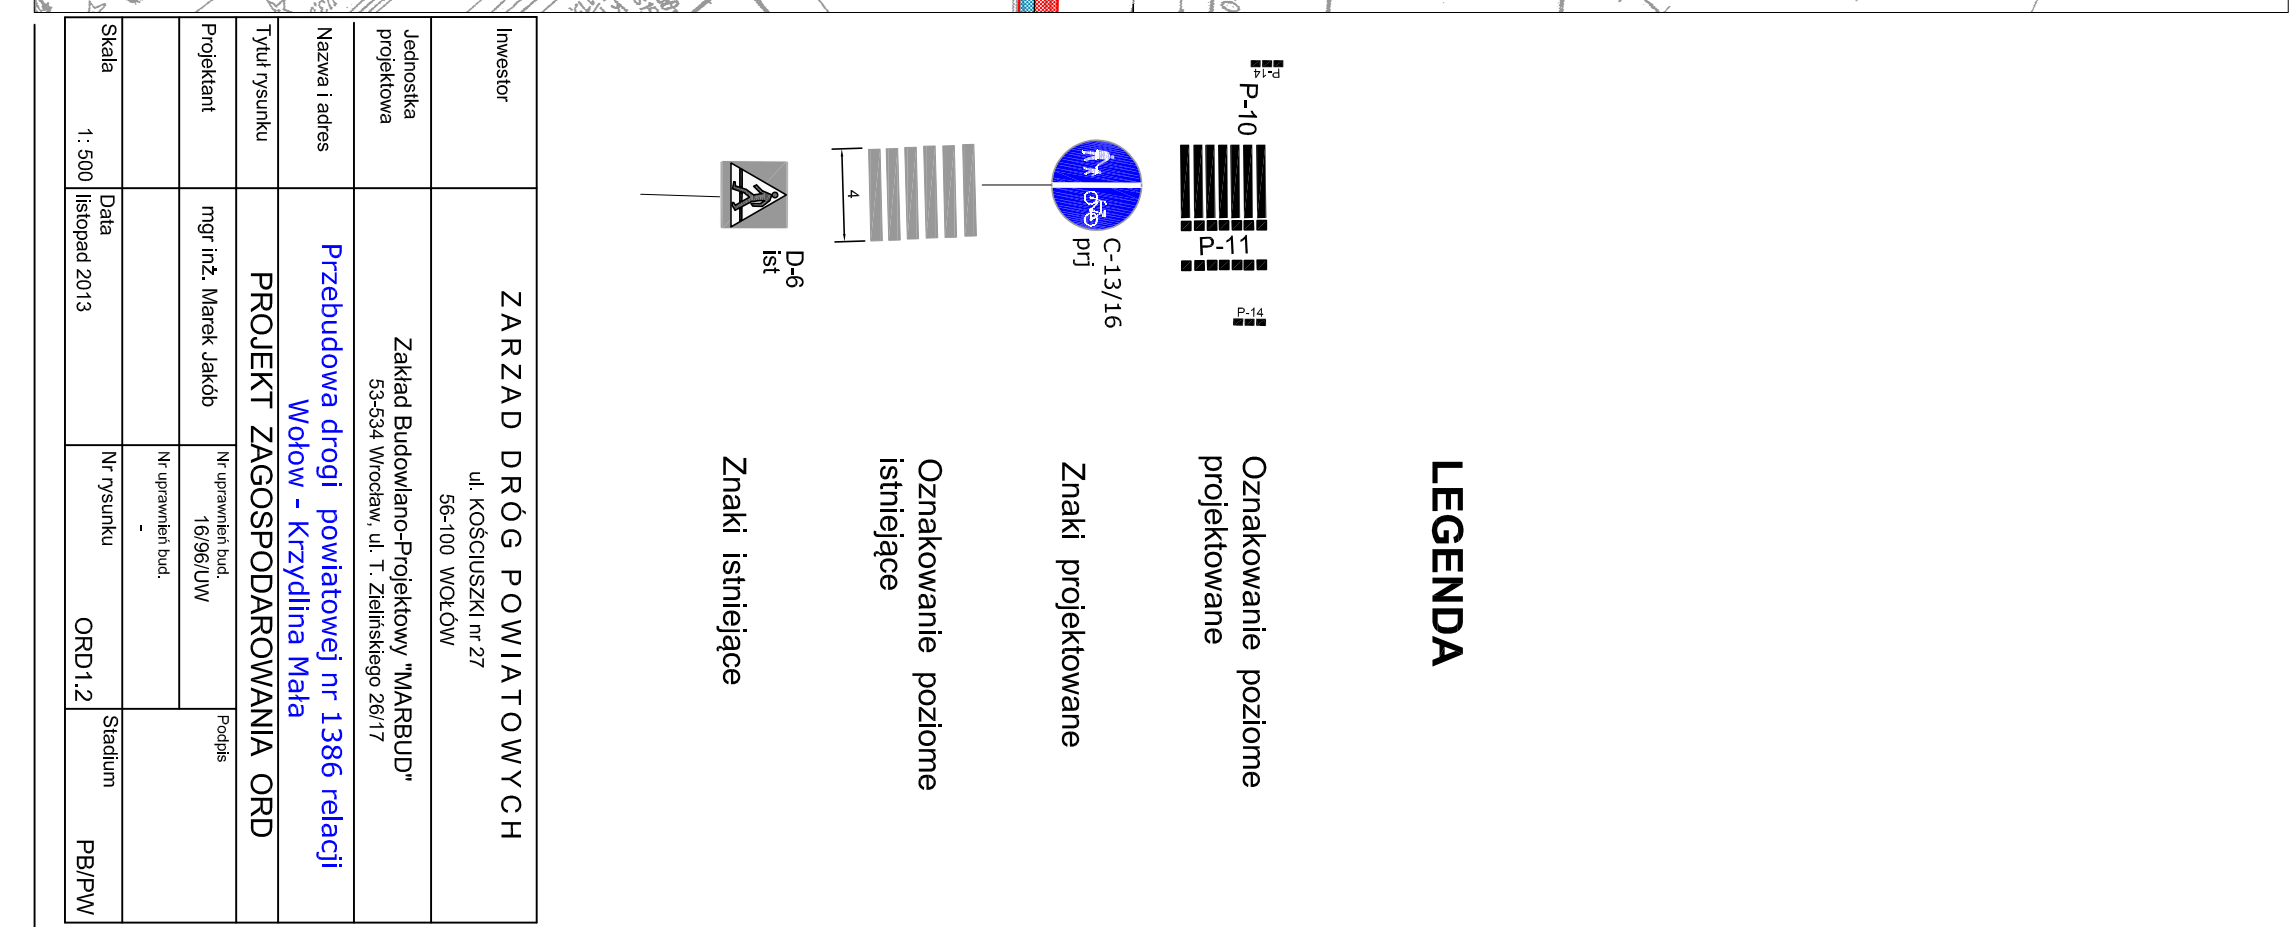 LEGENDA
P-14
P-10
P-11
P-14
Oznakowanie poziome
projektowane
C-13/16
prj
Znaki projektowane
4
Oznakowanie poziome
istniejące
D-6
ist
Znaki istniejące
Inwestor
ZARZAD DRÓG POWIATOWYCH
ul. KOŚCIUSZKI nr 27
56-100 WOŁÓW
Jednostka
projektowa
Zakład Budowlano-Projektowy "MARBUD"
53-534 Wrocław, ul. T. Zielińskiego 26/17
Nazwa i adres
Przebudowa drogi powiatowej nr 1386 relacji
Wołow - Krzydlina Mała
Tytuł rysunku
PROJEKT ZAGOSPODAROWANIA ORD
Projektant
mgr inż. Marek Jakób
Nr uprawnień bud.
16/96/UW
Podpis
Nr uprawnień bud.
-
Skala
1: 500
Data
listopad 2013
Nr rysunku
ORD1.2
Stadium
PB/PW